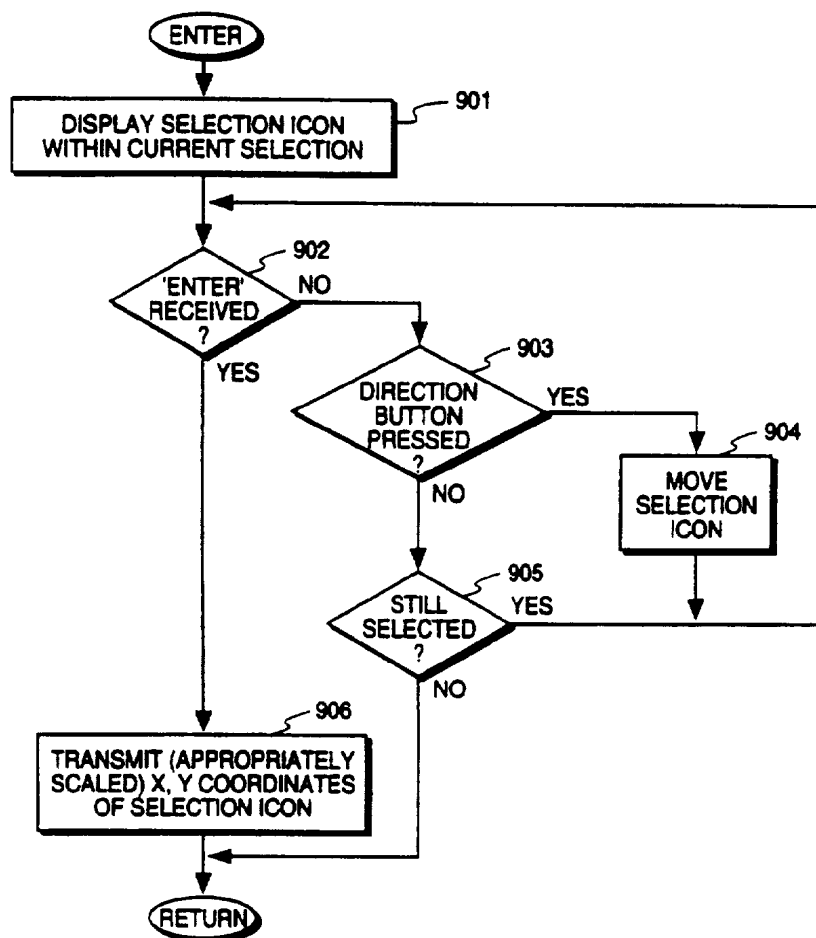 ENTER
901
DISPLAY SELECTION ICON
WITHIN CURRENT SELECTION
902
'ENTER'
RECEIVED
?
NO
YES
903
DIRECTION
BUTTON
PRESSED
?
YES
NO
904
MOVE
SELECTION
ICON
905
STILL
SELECTED
?
YES
NO
906
TRANSMIT (APPROPRIATELY
SCALED) X, Y COORDINATES
OF SELECTION ICON
RETURN